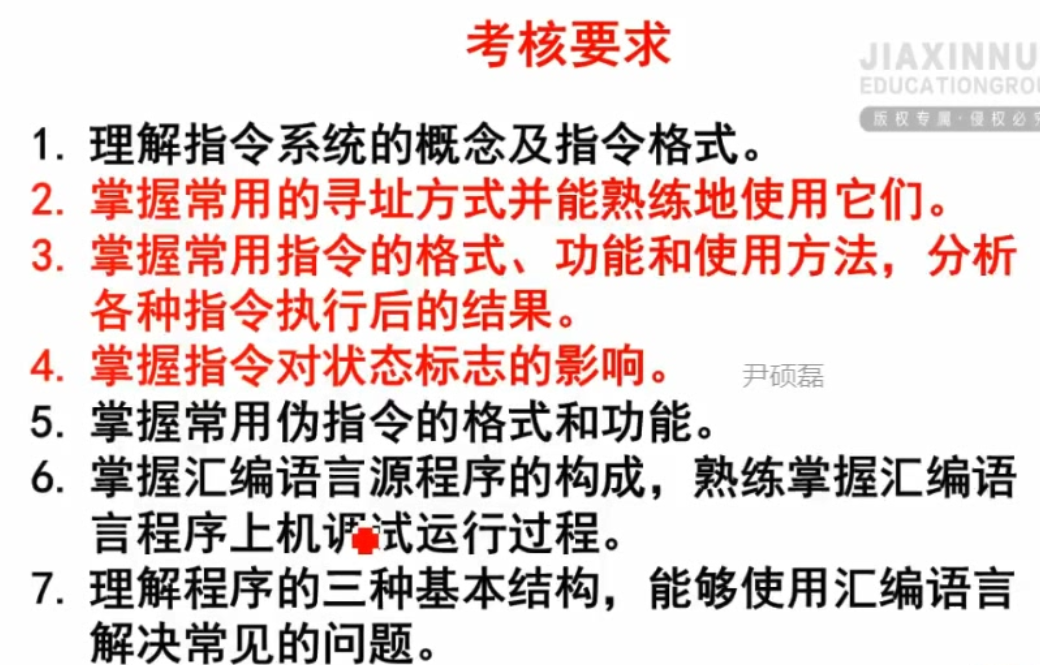 考核要求
JIAXINNU
EDUCATIONGRO
版权专属·侵权必究
1. 理解指令系统的概念及指令格式。
2. 掌握常用的寻址方式并能熟练地使用它们。
3. 掌握常用指令的格式、功能和使用方法，分析
各种指令执行后的结果。
4. 掌握指令对状态标志的影响。
尹硕磊
5. 掌握常用伪指令的格式和功能。
6. 掌握汇编语言源程序的构成，熟练掌握汇编语
言程序上机调试运行过程。
7. 理解程序的三种基本结构，能够使用汇编语言
解决常见的问题。